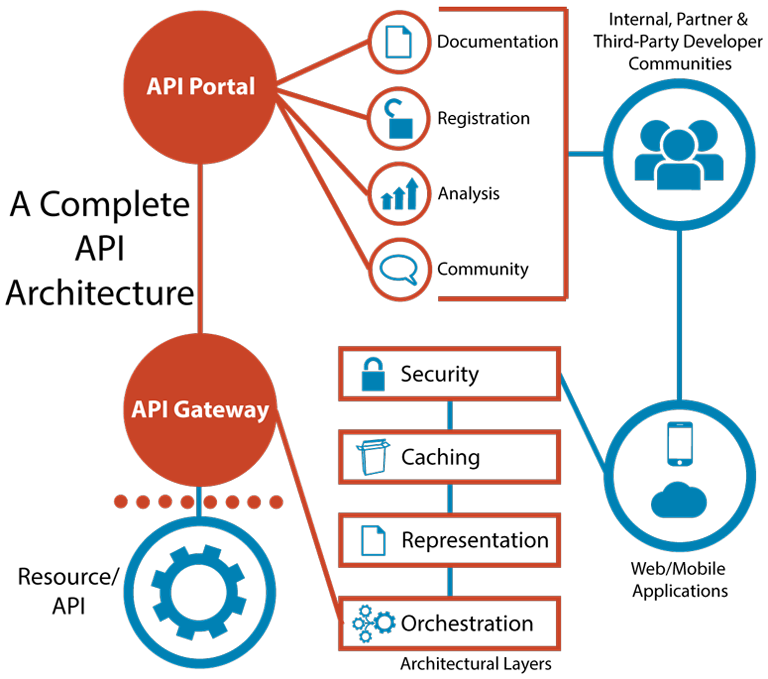 A Complete
API
Architecture
API Portal
Documentation
Registration
Analysis
Community
Internal, Partner &
Third-Party Developer
Communities
API Gateway
Resource/
API
Security
Caching
Representation
Orchestration
Architectural Layers
Web/Mobile
Applications